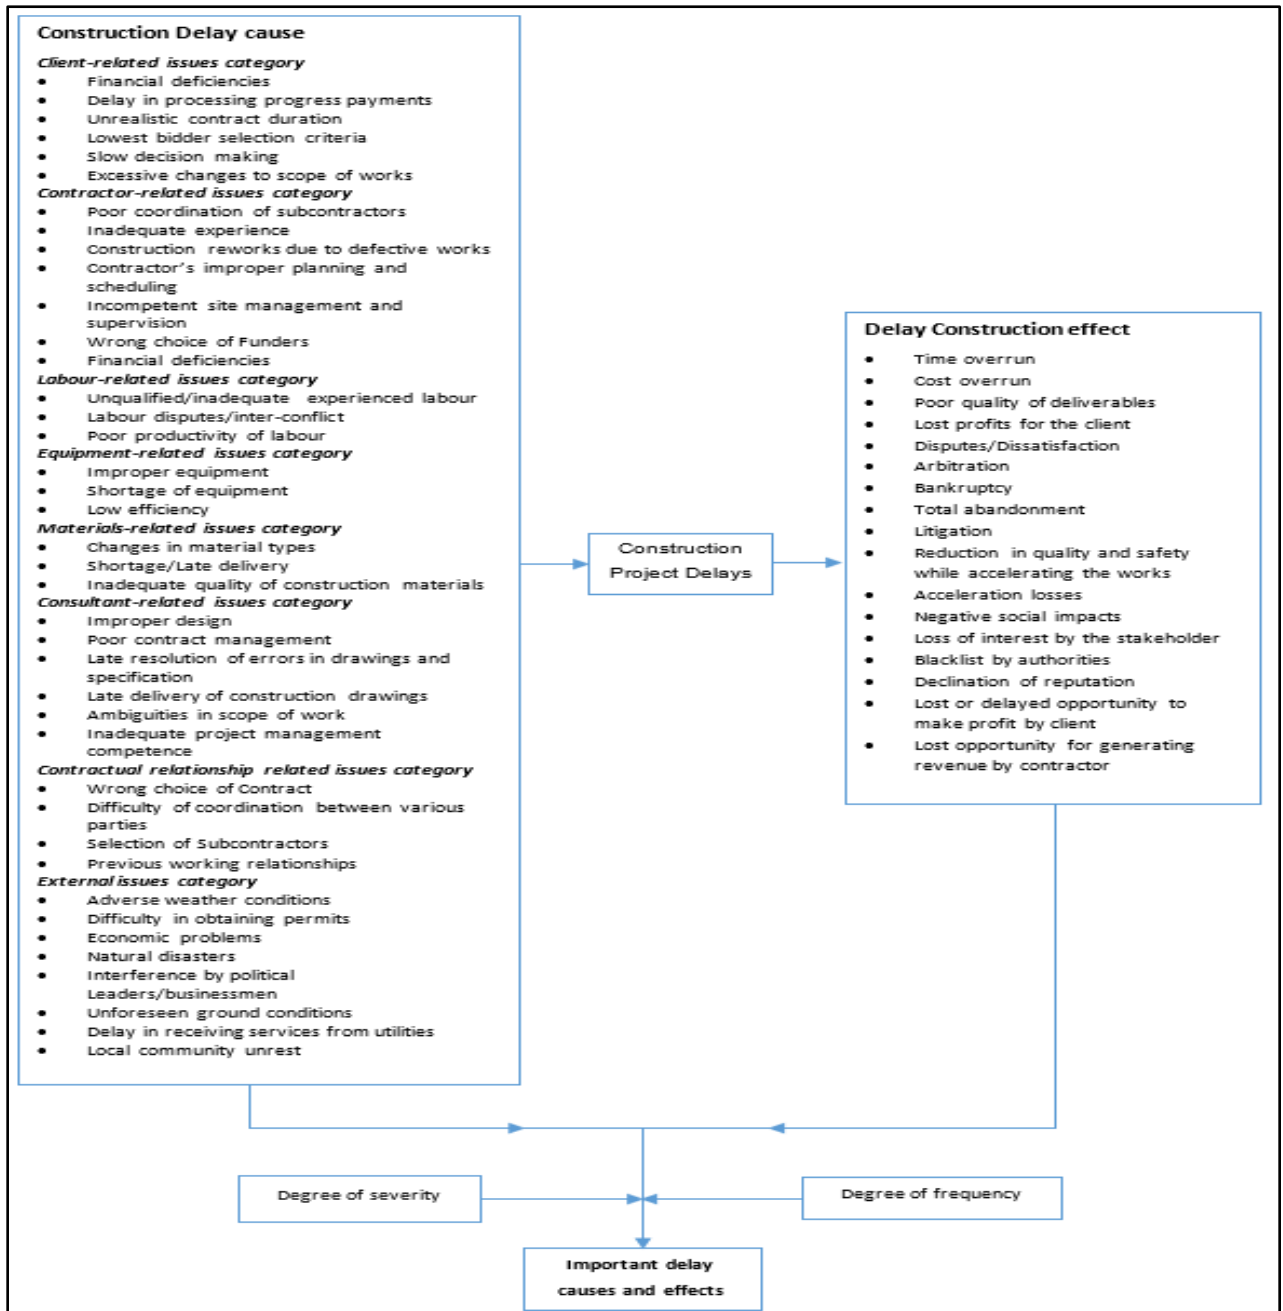 Construction Delay cause
Client-related issues category
• Financial deficiencies
• Delay in processing progress payments
• Unrealistic contract duration
• Lowest bidder selection criteria
• Slow decision making
• Excessive changes to scope of works
Contractor-related issues category
• Poor coordination of subcontractors
• Inadequate experience
• Construction reworks due to defective works
• Contractor's improper planning and
scheduling
• Incompetent site management and
supervision
• Wrong choice of Funders
• Financial deficiencies
Labour-related issues category
• Unqualified/inadequate experienced labour
• Labour disputes/inter-conflict
• Poor productivity of labour
Equipment-related issues category
• Improper equipment
• Shortage of equipment
• Low efficiency
Materials-related issues category
• Changes in material types
• Shortage/Late delivery
• Inadequate quality of construction materials
Consultant-related issues category
• Improper design
• Poor contract management
• Late resolution of errors in drawings and
specification
• Late delivery of construction drawings
• Ambiguities in scope of work
• Inadequate project management
competence
Contractual relationship related issues category
• Wrong choice of Contract
• Difficulty of coordination between various
parties
• Selection of Subcontractors
• Previous working relationships
External issues category
• Adverse weather conditions
• Difficulty in obtaining permits
• Economic problems
• Natural disasters
• Interference by political
Leaders/businessmen
• Unforeseen ground conditions
• Delay in receiving services from utilities
• Local community unrest
Construction
Project Delays
Delay Construction effect
• Time overrun
• Cost overrun
• Poor quality of deliverables
• Lost profits for the client
• Disputes/Dissatisfaction
• Arbitration
• Bankruptcy
• Total abandonment
• Litigation
• Reduction in quality and safety
while accelerating the works
• Acceleration losses
• Negative social impacts
• Loss of interest by the stakeholder
• Blacklist by authorities
• Declination of reputation
• Lost or delayed opportunity to
make profit by client
• Lost opportunity for generating
revenue by contractor
Degree of severity
Degree of frequency
Important delay
causes and effects